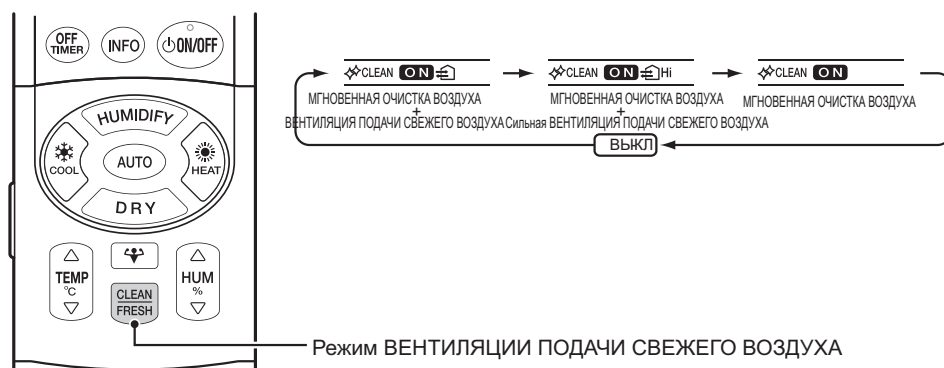 OFF
TIMER
INFO
ON/OFF
HUMIDIFY
COOL
AUTO
HEAT
DRY
TEMP
°C
HUM
%
CLEAN
FRESH
CLEAN ON
CLEAN ON Hi
CLEAN ON
МГНОВЕННАЯ ОЧИСТКА ВОЗДУХА
+
ВЕНТИЛЯЦИЯ ПОДАЧИ СВЕЖЕГО ВОЗДУХА
МГНОВЕННАЯ ОЧИСТКА ВОЗДУХА
+
Сильная ВЕНТИЛЯЦИЯ ПОДАЧИ СВЕЖЕГО ВОЗДУХА
МГНОВЕННАЯ ОЧИСТКА ВОЗДУХА
ВЫКЛ
Режим ВЕНТИЛЯЦИИ ПОДАЧИ СВЕЖЕГО ВОЗДУХА